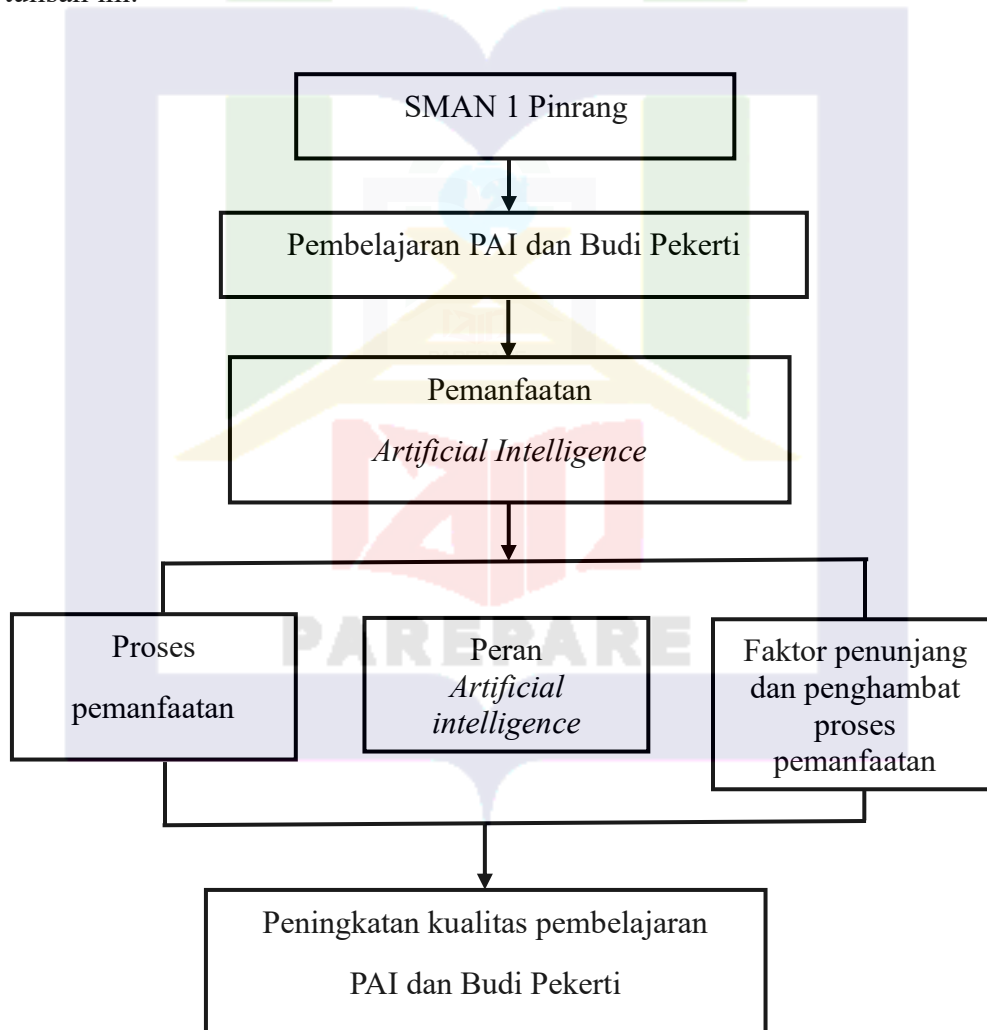 SMAN 1 Pinrang
Pembelajaran PAI dan Budi Pekerti
Pemanfaatan
Artificial Intelligence
Proses
pemanfaatan
Peran
Artificial
intelligence
Faktor penunjang
dan penghambat
proses
pemanfaatan
PAREPARE
Peningkatan kualitas pembelajaran
PAI dan Budi Pekerti